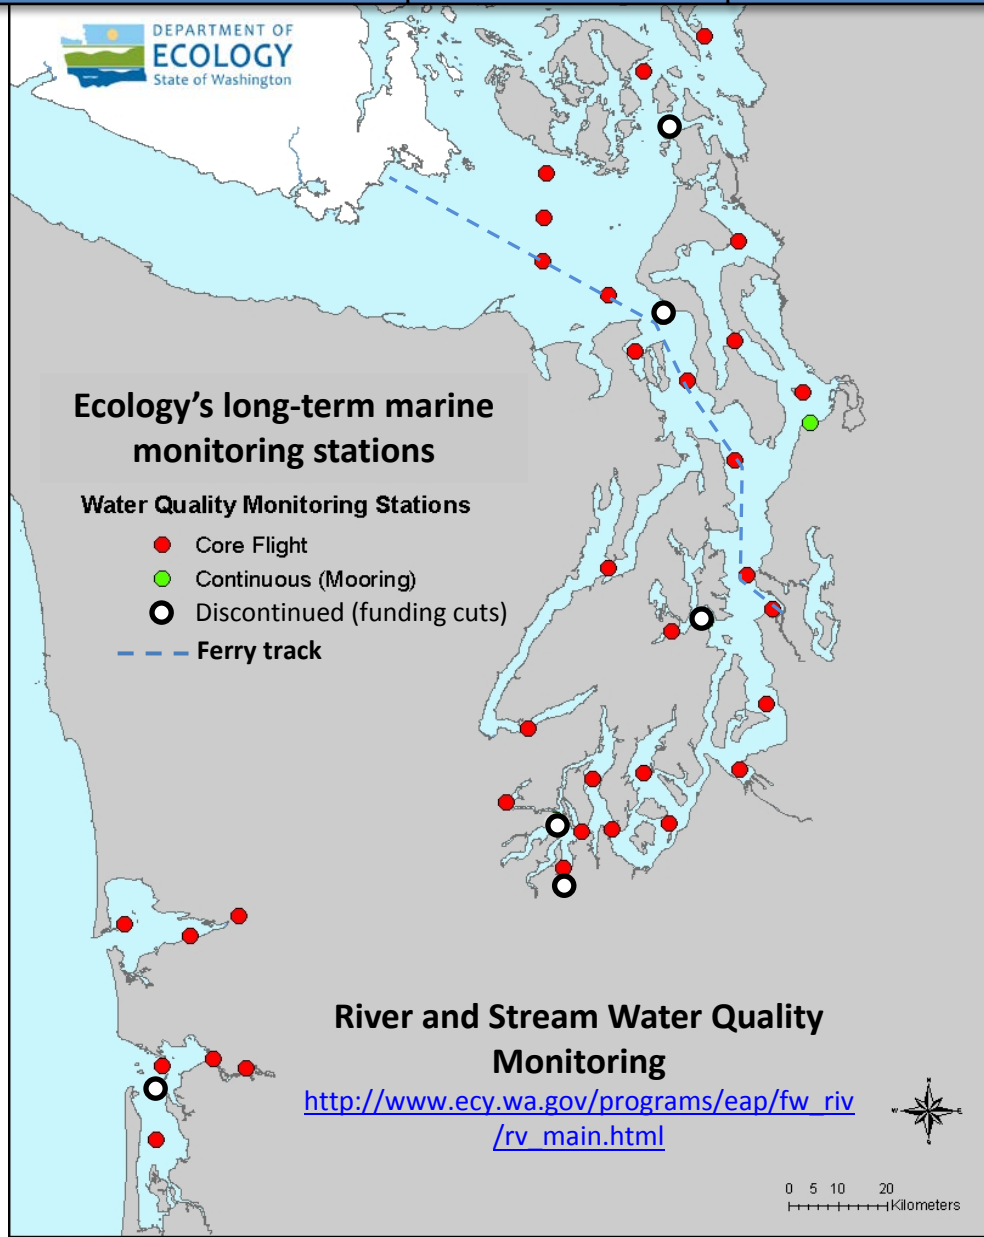 DEPARTMENT OF
ECOLOGY
State of Washington
Ecology’s long-term marine
monitoring stations
Water Quality Monitoring Stations
Core Flight
Continuous (Mooring)
Discontinued (funding cuts)
Ferry track
River and Stream Water Quality
Monitoring
http://www.ecy.wa.gov/programs/eap/fw_riv
/rv_main.html
N
W E
S
0 5 10 20
Kilometers